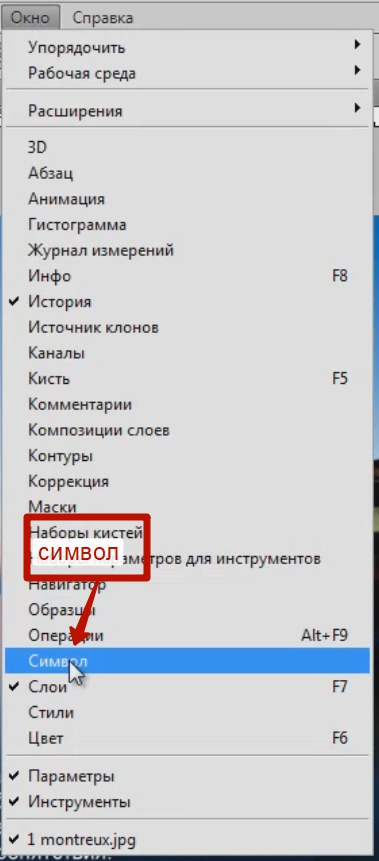 Окно Справка
Упорядочить
Рабочая среда
Расширения
3D
Абзац
Анимация
Гистограмма
Журнал измерений
Инфо F8
✓ История
Источник клонов
Каналы
Кисть F5
Комментарии
Композиции слоев
Контуры
Коррекция
Маски
Наборы кистей
СИМВОЛ
параметров для инструментов
Навигатор
Образцы
Операции Alt+F9
Символ
✓ Слои F7
Стили
Цвет F6
✓ Параметры
✓ Инструменты
✓ 1 montreux.jpg